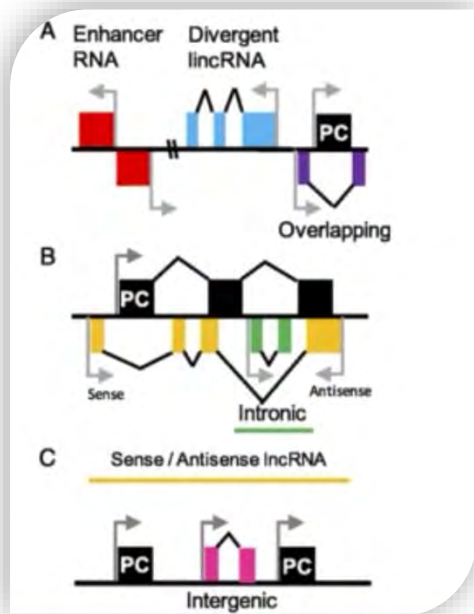 A Enhancer RNA
Divergent lincRNA
PC
Overlapping
B
PC
Sense
Antisense
Intronic
C Sense / Antisense lncRNA
PC
PC
Intergenic